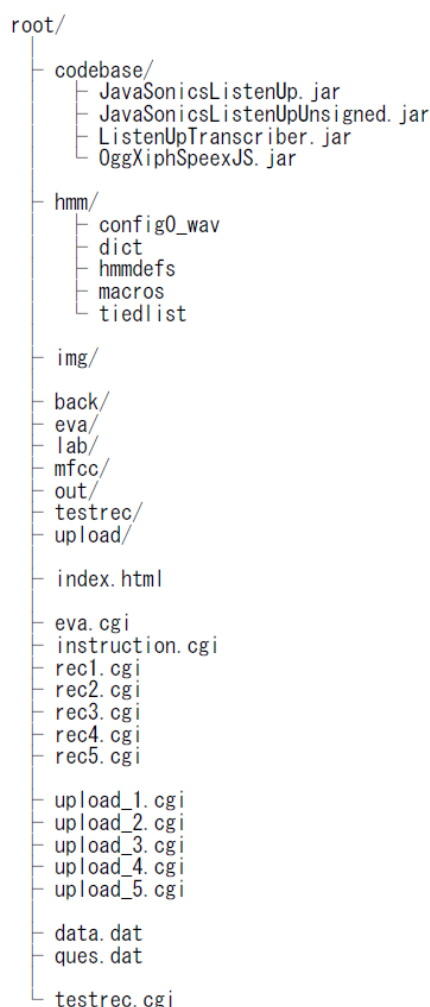 root/
codebase/
JavaSonicsListenUp.jar
JavaSonicsListenUpUnsigned.jar
ListenUpTranscriber.jar
OggXiphSpeexJS.jar
hmm/
config0_wav
dict
hmmdefs
macros
tiedlist
img/
back/
eva/
lab/
mfcc/
out/
testrec/
upload/
index.html
eva.cgi
instruction.cgi
rec1.cgi
rec2.cgi
rec3.cgi
rec4.cgi
rec5.cgi
upload_1.cgi
upload_2.cgi
upload_3.cgi
upload_4.cgi
upload_5.cgi
data.dat
ques.dat
testrec.cgi